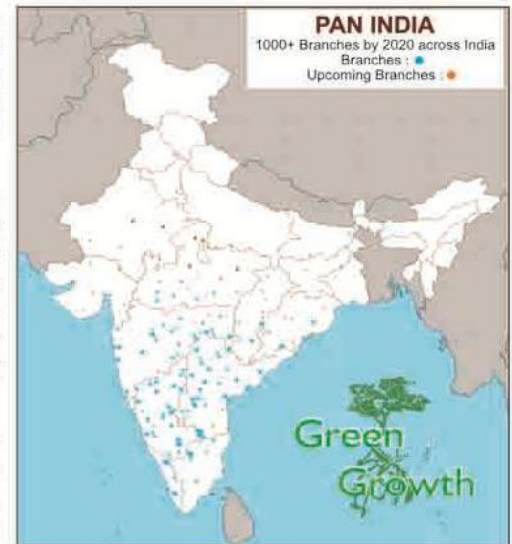 PAN INDIA
1000+ Branches by 2020 across India
Branches :
Upcoming Branches :
Green
Growth